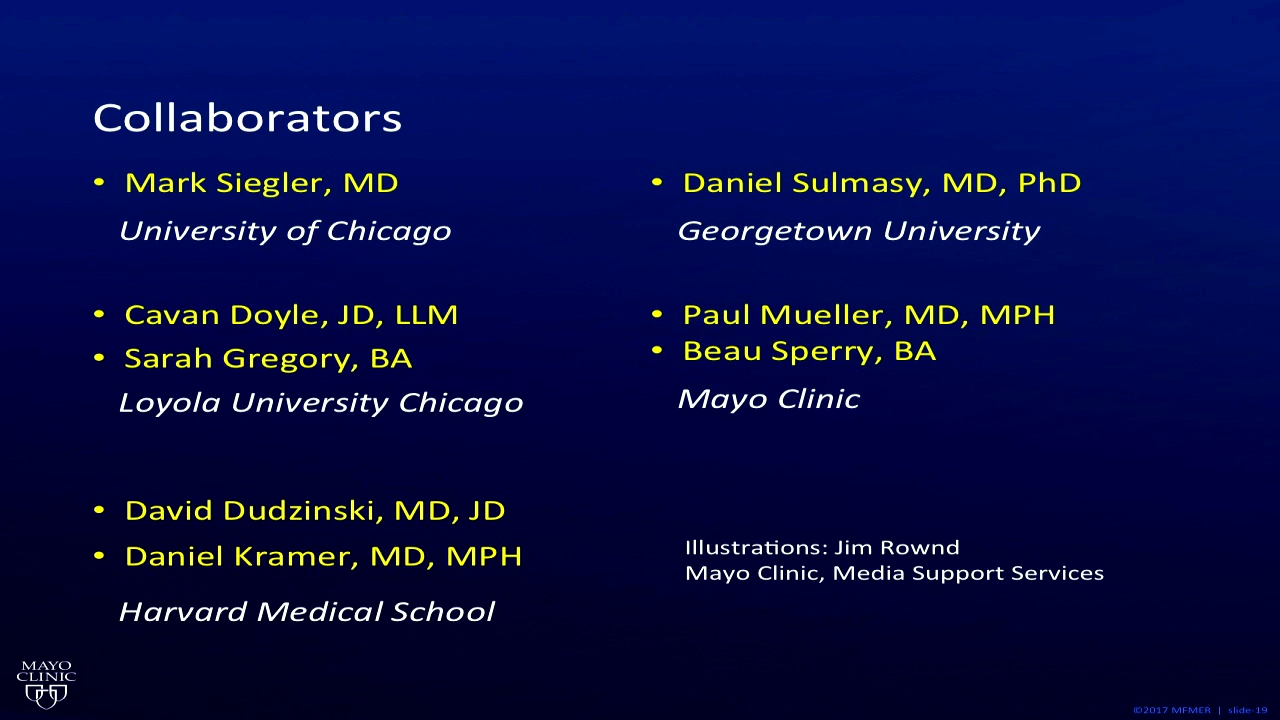 Collaborators
• Mark Siegler, MD
University of Chicago
• Cavan Doyle, JD, LLM
• Sarah Gregory, BA
Loyola University Chicago
• David Dudzinski, MD, JD
• Daniel Kramer, MD, MPH
Harvard Medical School
• Daniel Sulmasy, MD, PhD
Georgetown University
• Paul Mueller, MD, MPH
• Beau Sperry, BA
Mayo Clinic
Illustrations: Jim Rownd
Mayo Clinic, Media Support Services
MAYO
CLINIC
©2017 MFMER | slide-19